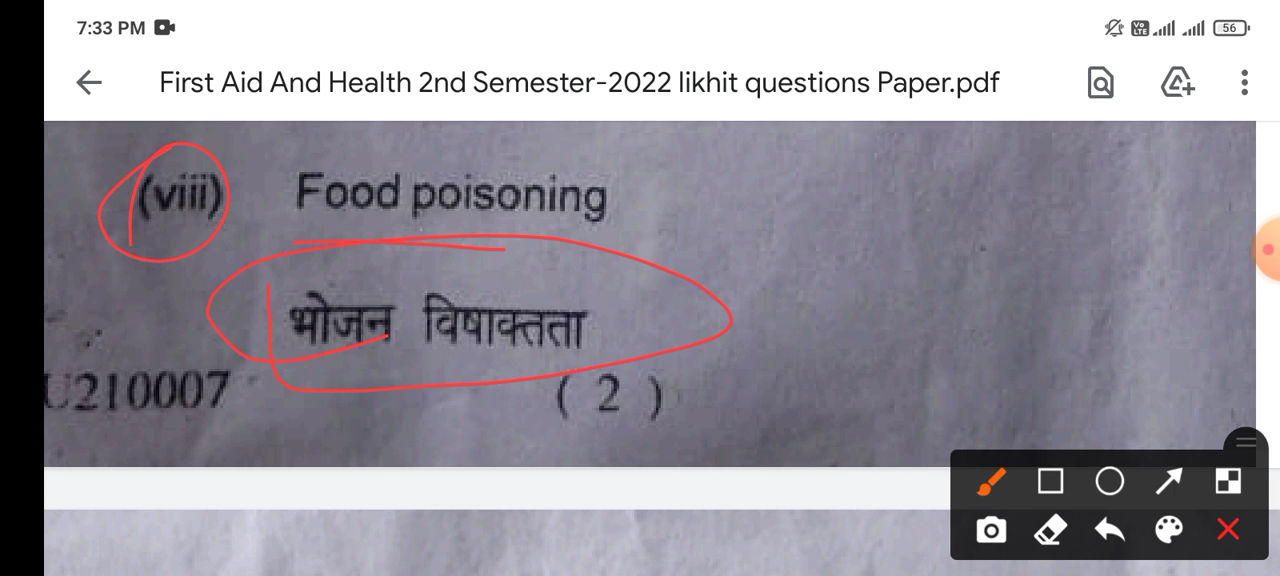 7:33 PM
56
First Aid And Health 2nd Semester-2022 likhit questions Paper.pdf
(viii) Food poisoning
भोजन विषाक्तता
U210007 ( 2 )